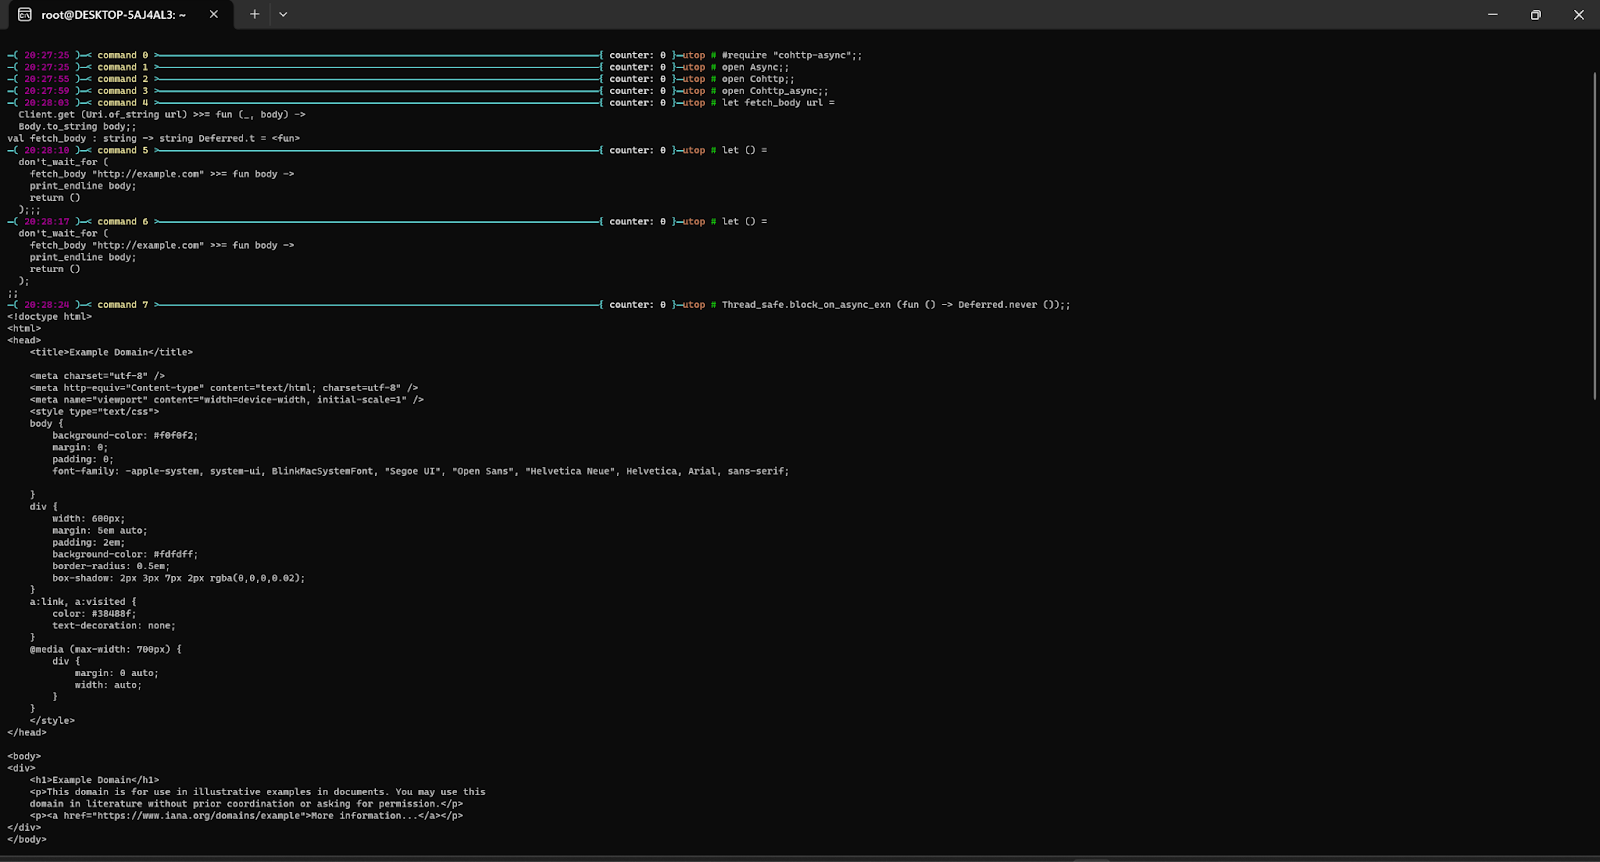 root@DESKTOP-5AJ4AL3: ~
─( 20:27:25 )─< command 0 >─{ counter: 0 }─utop # #require "cohttp-async";;
─( 20:27:25 )─< command 1 >─{ counter: 0 }─utop # open Async;;
─( 20:27:55 )─< command 2 >─{ counter: 0 }─utop # open Cohttp;;
─( 20:27:59 )─< command 3 >─{ counter: 0 }─utop # open Cohttp_async;;
─( 20:28:03 )─< command 4 >─{ counter: 0 }─utop # let fetch_body url =
  Client.get (Uri.of_string url) >>= fun (_, body) ->
  Body.to_string body;;
val fetch_body : string -> string Deferred.t = <fun>
─( 20:28:10 )─< command 5 >─{ counter: 0 }─utop # let () =
  don't_wait_for (
    fetch_body "http://example.com" >>= fun body ->
    print_endline body;
    return ()
  );;;
─( 20:28:17 )─< command 6 >─{ counter: 0 }─utop # let () =
  don't_wait_for (
    fetch_body "http://example.com" >>= fun body ->
    print_endline body;
    return ()
  );
;;
─( 20:28:24 )─< command 7 >─{ counter: 0 }─utop # Thread_safe.block_on_async_exn (fun () -> Deferred.never ());;
<!doctype html>
<html>
<head>
    <title>Example Domain</title>

    <meta charset="utf-8" />
    <meta http-equiv="Content-type" content="text/html; charset=utf-8" />
    <meta name="viewport" content="width=device-width, initial-scale=1" />
    <style type="text/css">
    body {
        background-color: #f0f0f2;
        margin: 0;
        padding: 0;
        font-family: -apple-system, system-ui, BlinkMacSystemFont, "Segoe UI", "Open Sans", "Helvetica Neue", Helvetica, Arial, sans-serif;

    }
    div {
        width: 600px;
        margin: 5em auto;
        padding: 2em;
        background-color: #fdfdff;
        border-radius: 0.5em;
        box-shadow: 2px 3px 7px 2px rgba(0,0,0,0.02);
    }
    a:link, a:visited {
        color: #38488f;
        text-decoration: none;
    }
    @media (max-width: 700px) {
        div {
            margin: 0 auto;
            width: auto;
        }
    }
    </style>
</head>

<body>
<div>
    <h1>Example Domain</h1>
    <p>This domain is for use in illustrative examples in documents. You may use this
    domain in literature without prior coordination or asking for permission.</p>
    <p><a href="https://www.iana.org/domains/example">More information...</a></p>
</div>
</body>